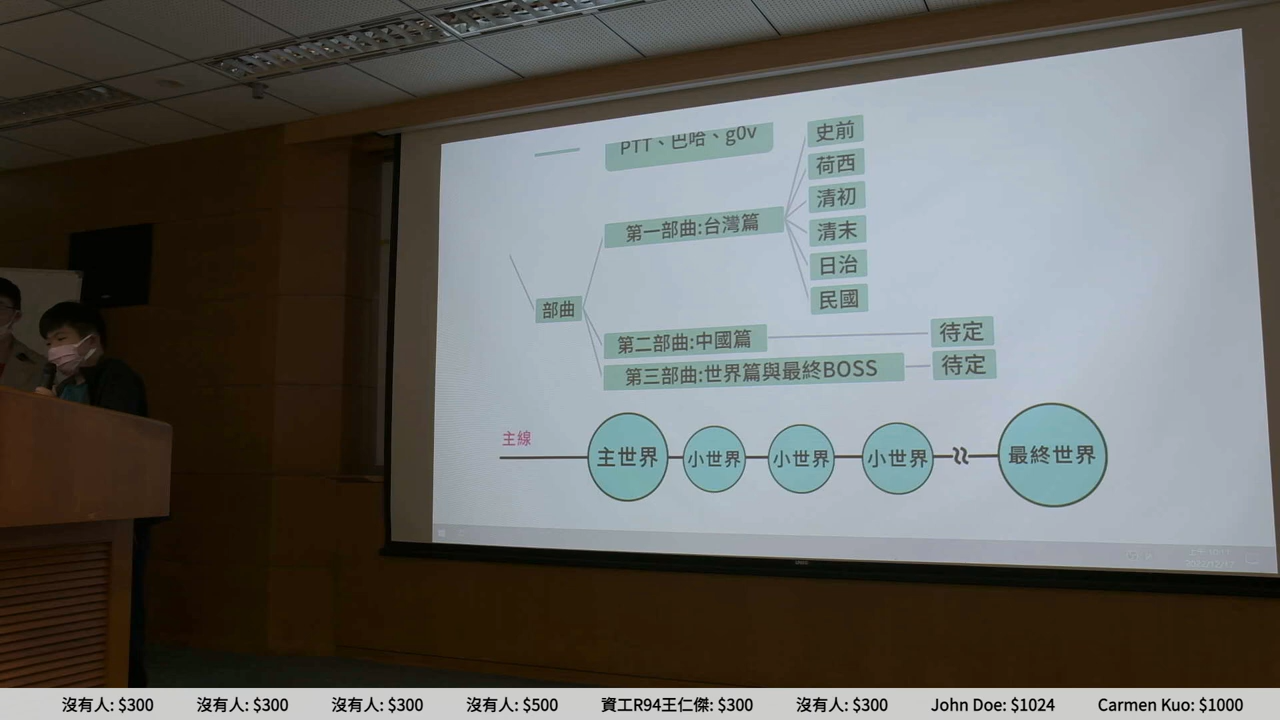 PTT、巴哈、g0v
史前
荷西
清初
第一部曲:台灣篇
清末
日治
民國
部曲
第二部曲:中國篇
待定
第三部曲:世界篇與最終BOSS
待定
主線
主世界
小世界
小世界
小世界
最終世界
沒有人: $300
沒有人: $300
沒有人: $300
沒有人: $500
資工R94王仁傑: $300
沒有人: $300
John Doe: $1024
Carmen Kuo: $1000